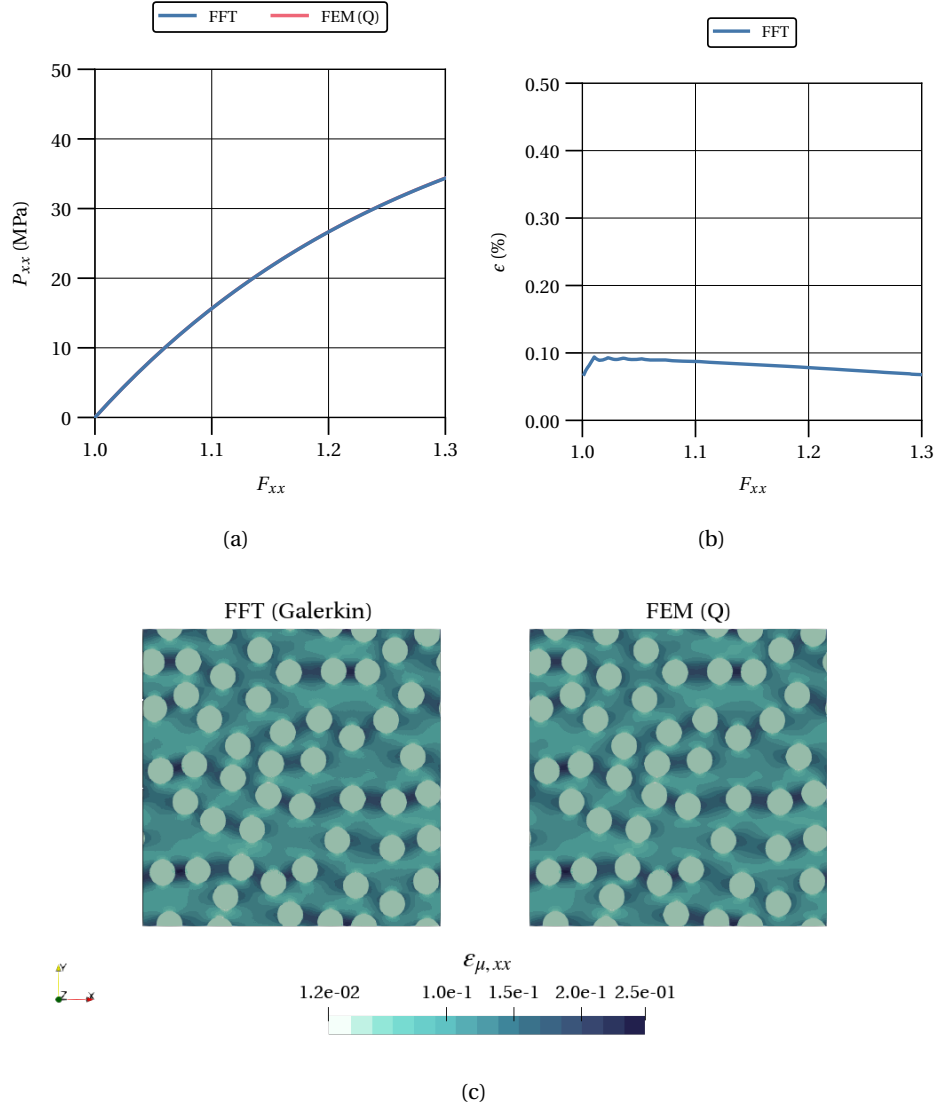 FFT FEM (Q)
50
40
30
20
10
0
1.0 1.1 1.2 1.3
P_xx (MPa)
F_xx
(a)
FFT
0.50
0.40
0.30
0.20
0.10
0.00
1.0 1.1 1.2 1.3
ϵ (%)
F_xx
(b)
FFT (Galerkin) FEM (Q)
Y
Z X
ε_μ,xx
1.2e-02 1.0e-1 1.5e-1 2.0e-1 2.5e-01
(c)